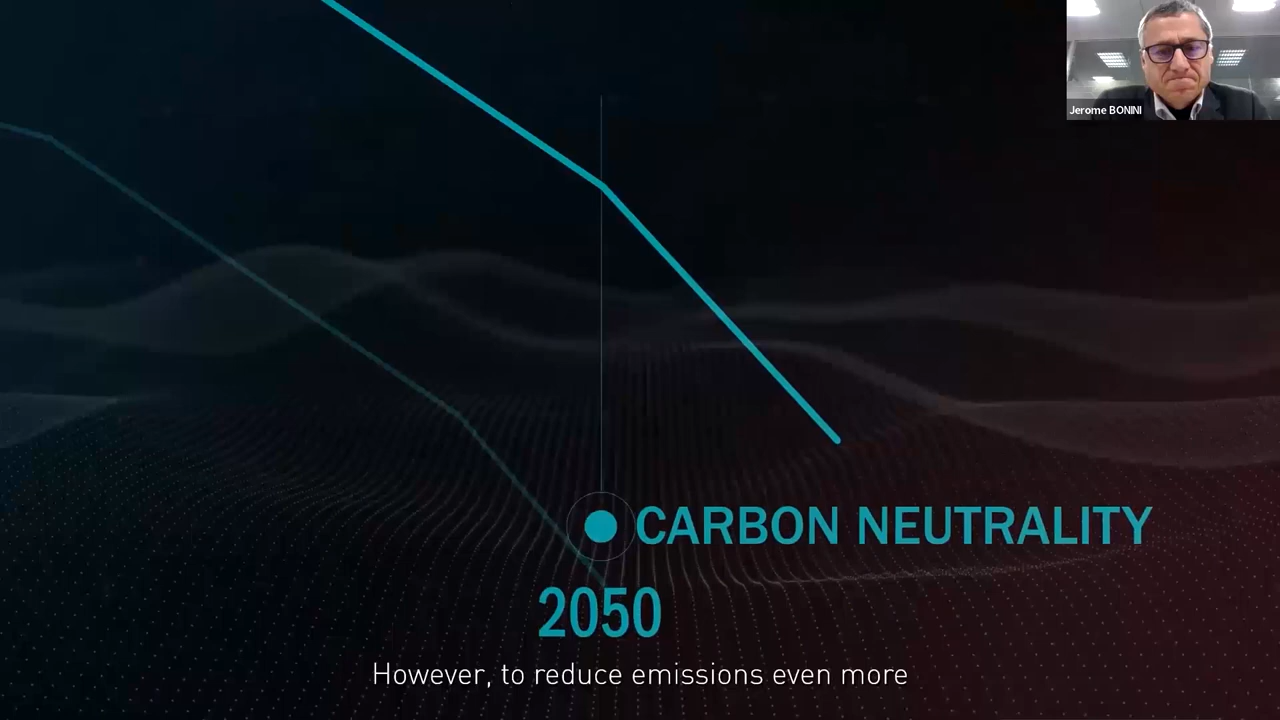 Jerome BONINI
CARBON NEUTRALITY
2050
However, to reduce emissions even more